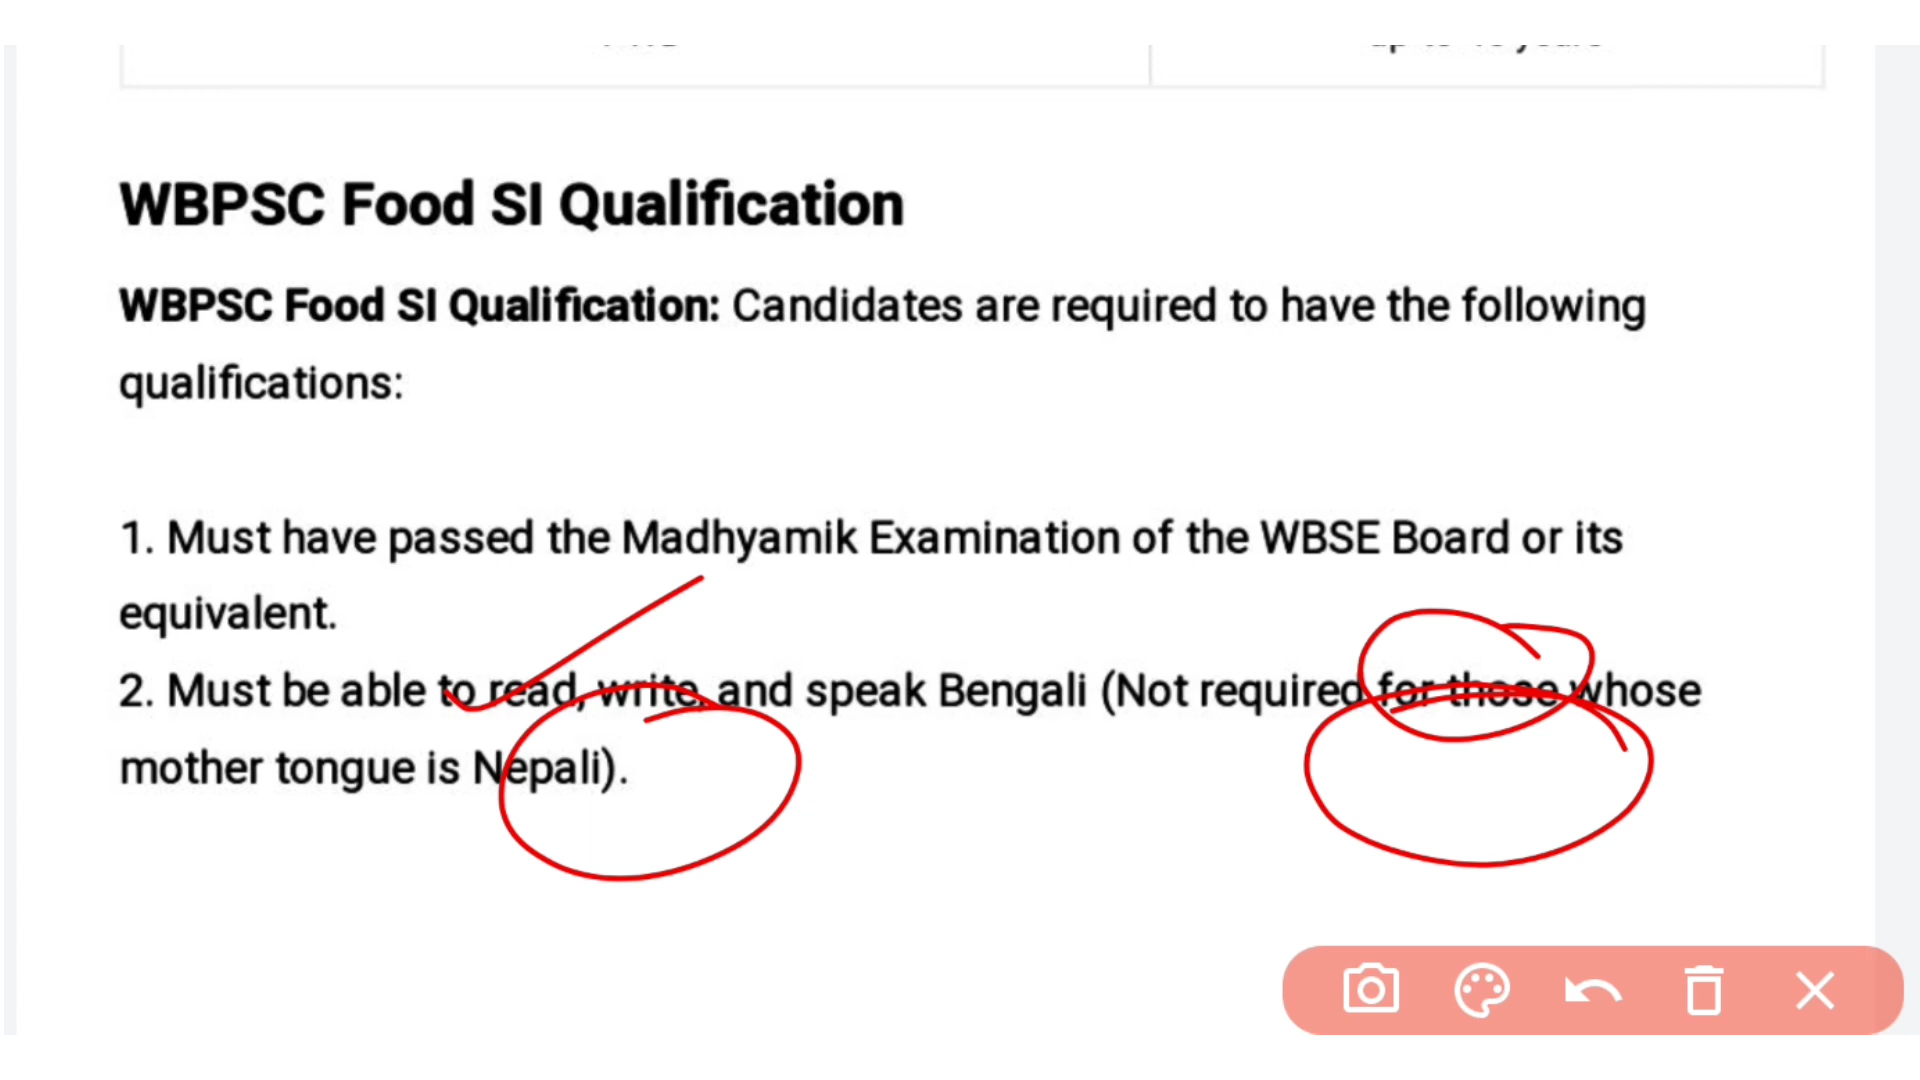 WBPSC Food SI Qualification
WBPSC Food SI Qualification: Candidates are required to have the following
qualifications:
1. Must have passed the Madhyamik Examination of the WBSE Board or its
equivalent.
2. Must be able to read, write, and speak Bengali (Not required for those whose
mother tongue is Nepali).